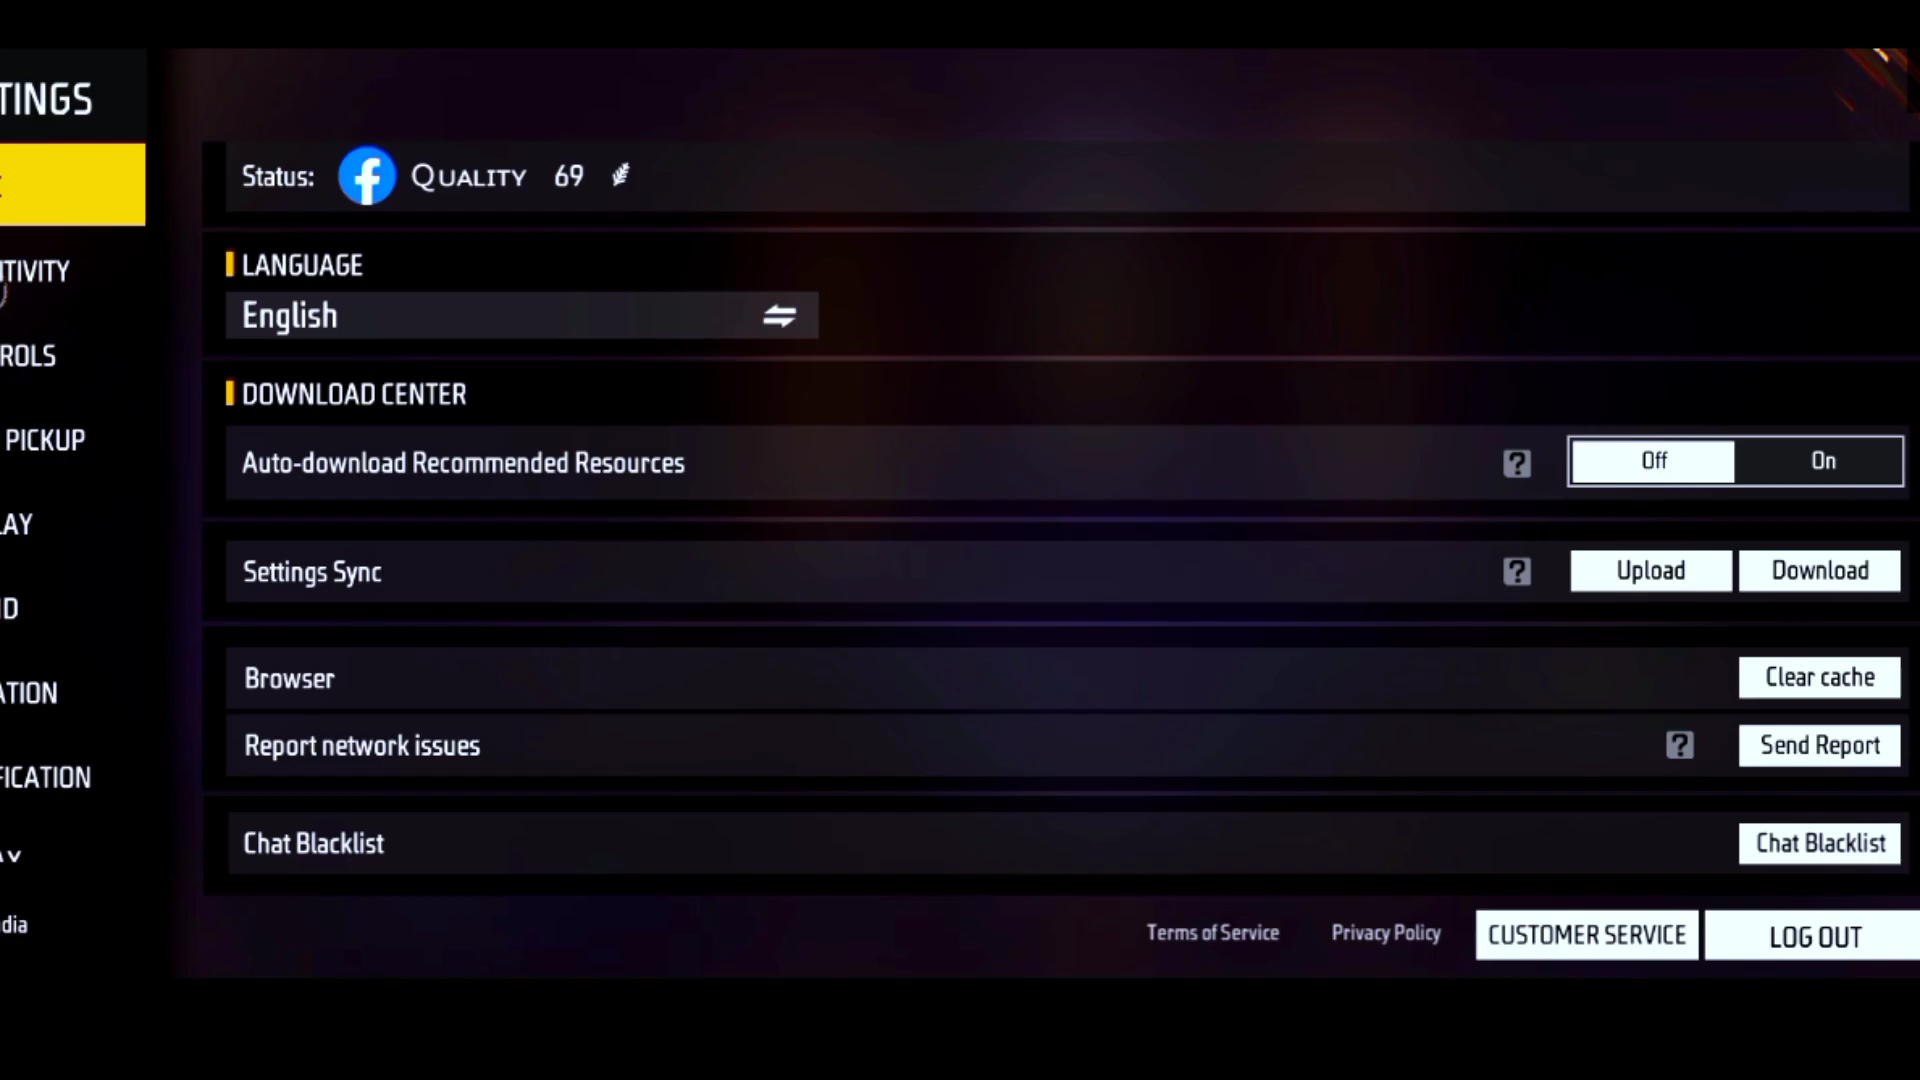 TINGS
Status: QUALITY 69
TIVITY
LANGUAGE
English
ROLS
DOWNLOAD CENTER
PICKUP
Auto-download Recommended Resources ? Off On
LAY
Settings Sync ? Upload Download
ND
Browser Clear cache
ATION
Report network issues ? Send Report
FICATION
Chat Blacklist Chat Blacklist
dia
Terms of Service Privacy Policy CUSTOMER SERVICE LOG OUT